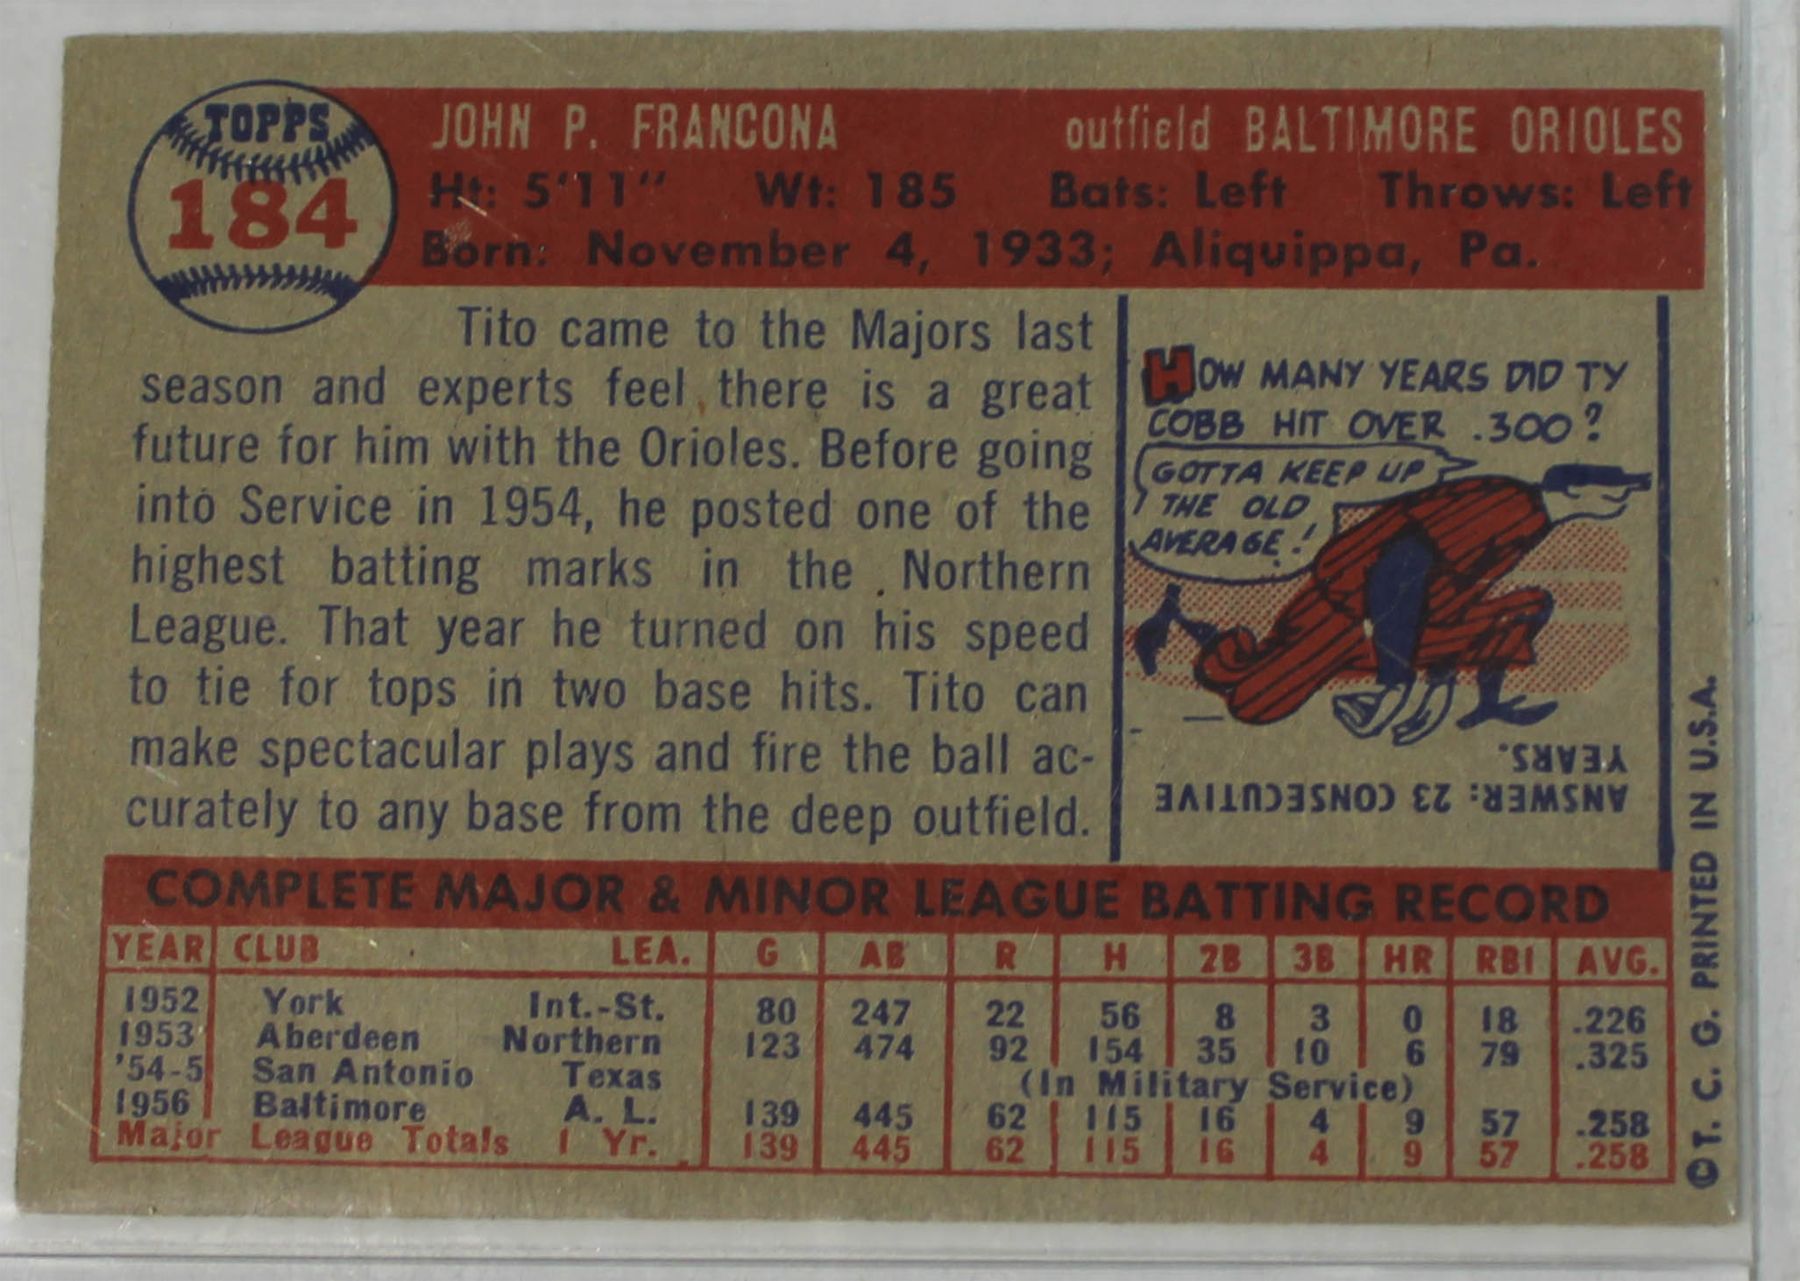 TOPPS
184
JOHN P. FRANCONA outfield BALTIMORE ORIOLES
Ht: 5'11" Wt: 185 Bats: Left Throws: Left
Born: November 4, 1933; Aliquippa, Pa.
Tito came to the Majors last
season and experts feel there is a great
future for him with the Orioles. Before going
into Service in 1954, he posted one of the
highest batting marks in the Northern
League. That year he turned on his speed
to tie for tops in two base hits. Tito can
make spectacular plays and fire the ball ac-
curately to any base from the deep outfield.
HOW MANY YEARS DID TY
COBB HIT OVER .300?
GOTTA KEEP UP
THE OLD
AVERAGE!
ANSWER: 23 CONSECUTIVE
YEARS.
COMPLETE MAJOR & MINOR LEAGUE BATTING RECORD
YEAR CLUB LEA. G AB R H 2B 3B HR RBI AVG.
1952 York Int.-St. 80 247 22 56 8 3 0 18 .226
1953 Aberdeen Northern 123 474 92 154 35 10 6 79 .325
'54-5 San Antonio Texas (In Military Service)
1956 Baltimore A. L. 139 445 62 115 16 4 9 57 .258
Major League Totals 1 Yr. 139 445 62 115 16 4 9 57 .258
©T. C. G. PRINTED IN U.S.A.